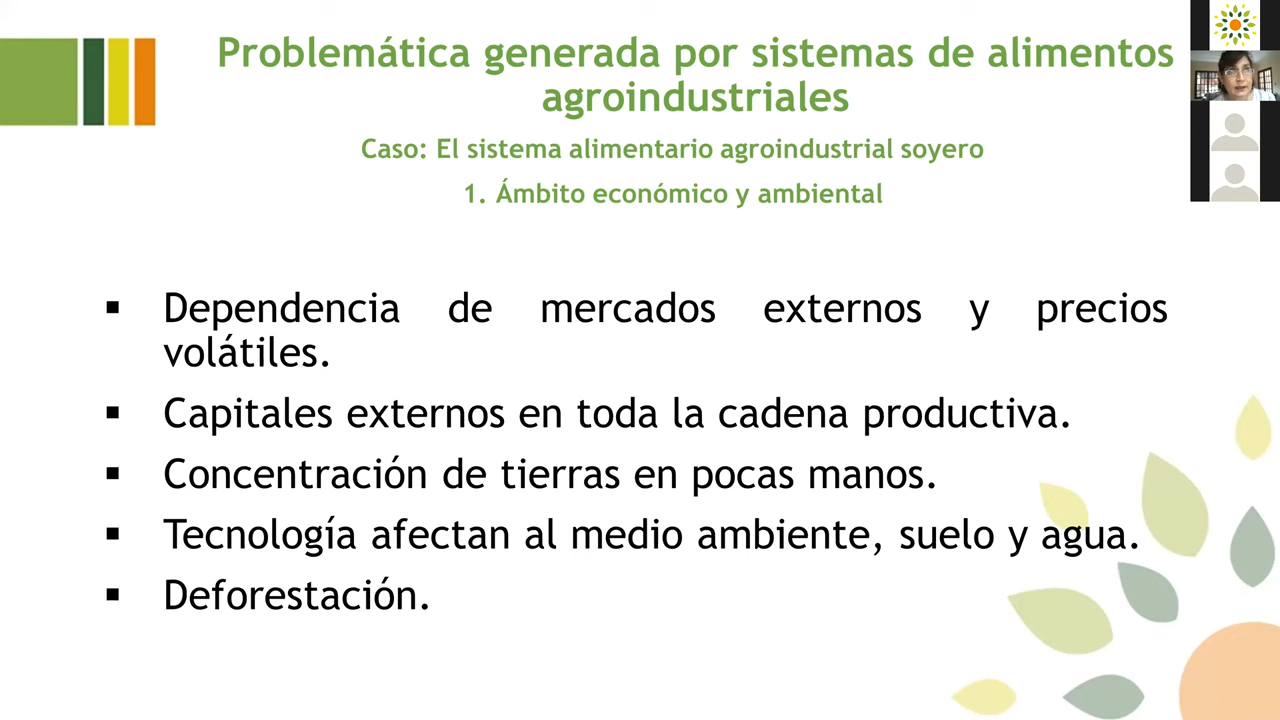 Problemática generada por sistemas de alimentos
agroindustriales
Caso: El sistema alimentario agroindustrial soyero
1. Ámbito económico y ambiental
▪ Dependencia de mercados externos y precios
volátiles.
▪ Capitales externos en toda la cadena productiva.
▪ Concentración de tierras en pocas manos.
▪ Tecnología afectan al medio ambiente, suelo y agua.
▪ Deforestación.